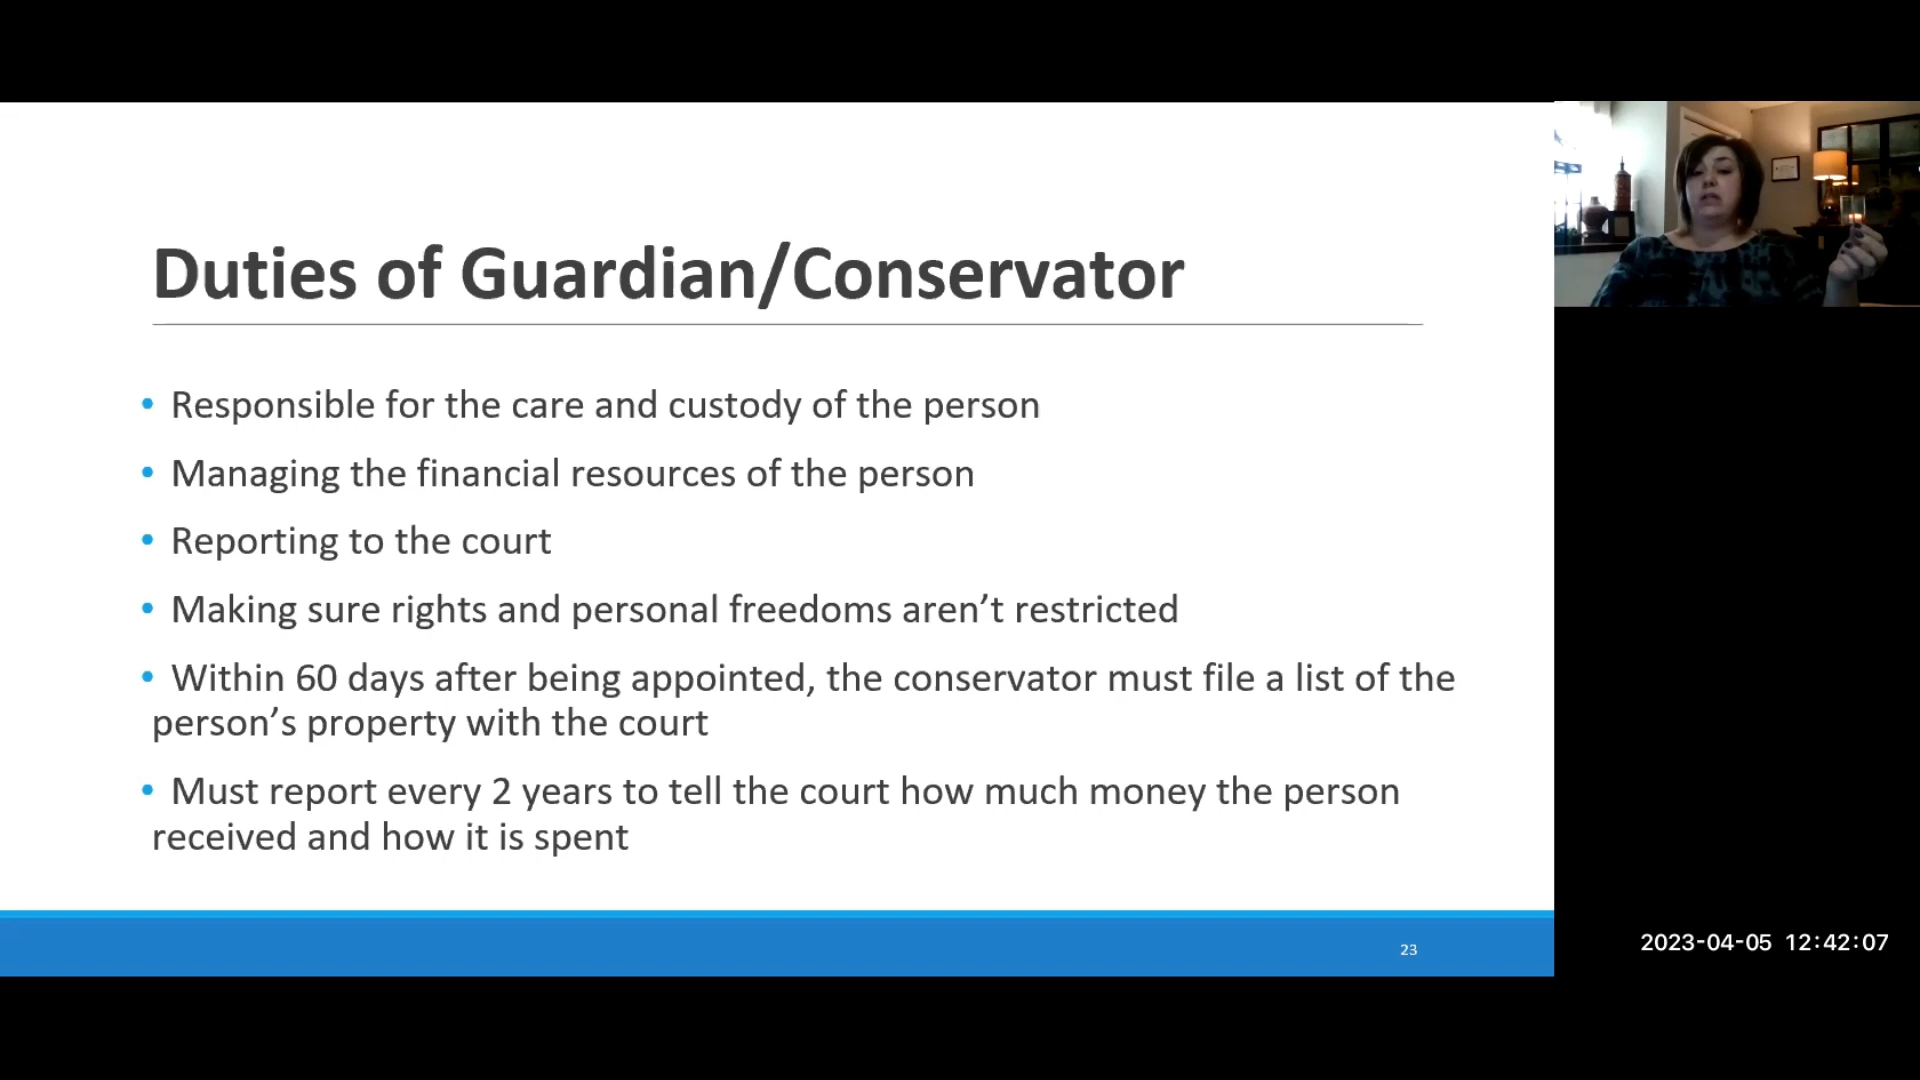 Duties of Guardian/Conservator
• Responsible for the care and custody of the person
• Managing the financial resources of the person
• Reporting to the court
• Making sure rights and personal freedoms aren’t restricted
• Within 60 days after being appointed, the conservator must file a list of the
person’s property with the court
• Must report every 2 years to tell the court how much money the person
received and how it is spent
23
2023-04-05 12:42:07